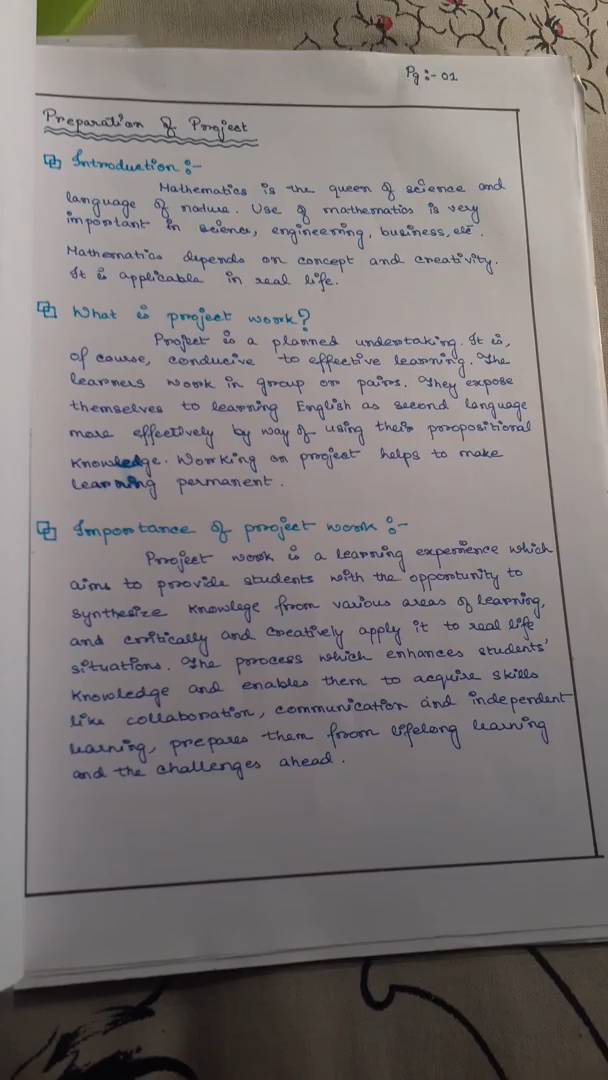 Pg :- 01
Preparation of Project
Introduction :-
Mathematics is the queen of science and
language of nature. Use of mathematics is very
important in science, engineering, business, etc.
Mathematics depends on concept and creativity.
It is applicable in real life.
What is project work?
Project is a planned undertaking. It is,
of course, conducive to effective learning. The
learners work in group or pairs. They expose
themselves to learning English as second language
more effectively by way of using their propositional
knowledge. Working on project helps to make
learning permanent.
Importance of project work :-
Project work is a learning experience which
aims to provide students with the opportunity to
synthesize knowlege from various areas of learning,
and critically and creatively apply it to real life
situations. The process which enhances students'
knowledge and enables them to acquire skills
like collaboration, communication and independent
learning, prepares them from lifelong learning
and the challenges ahead.